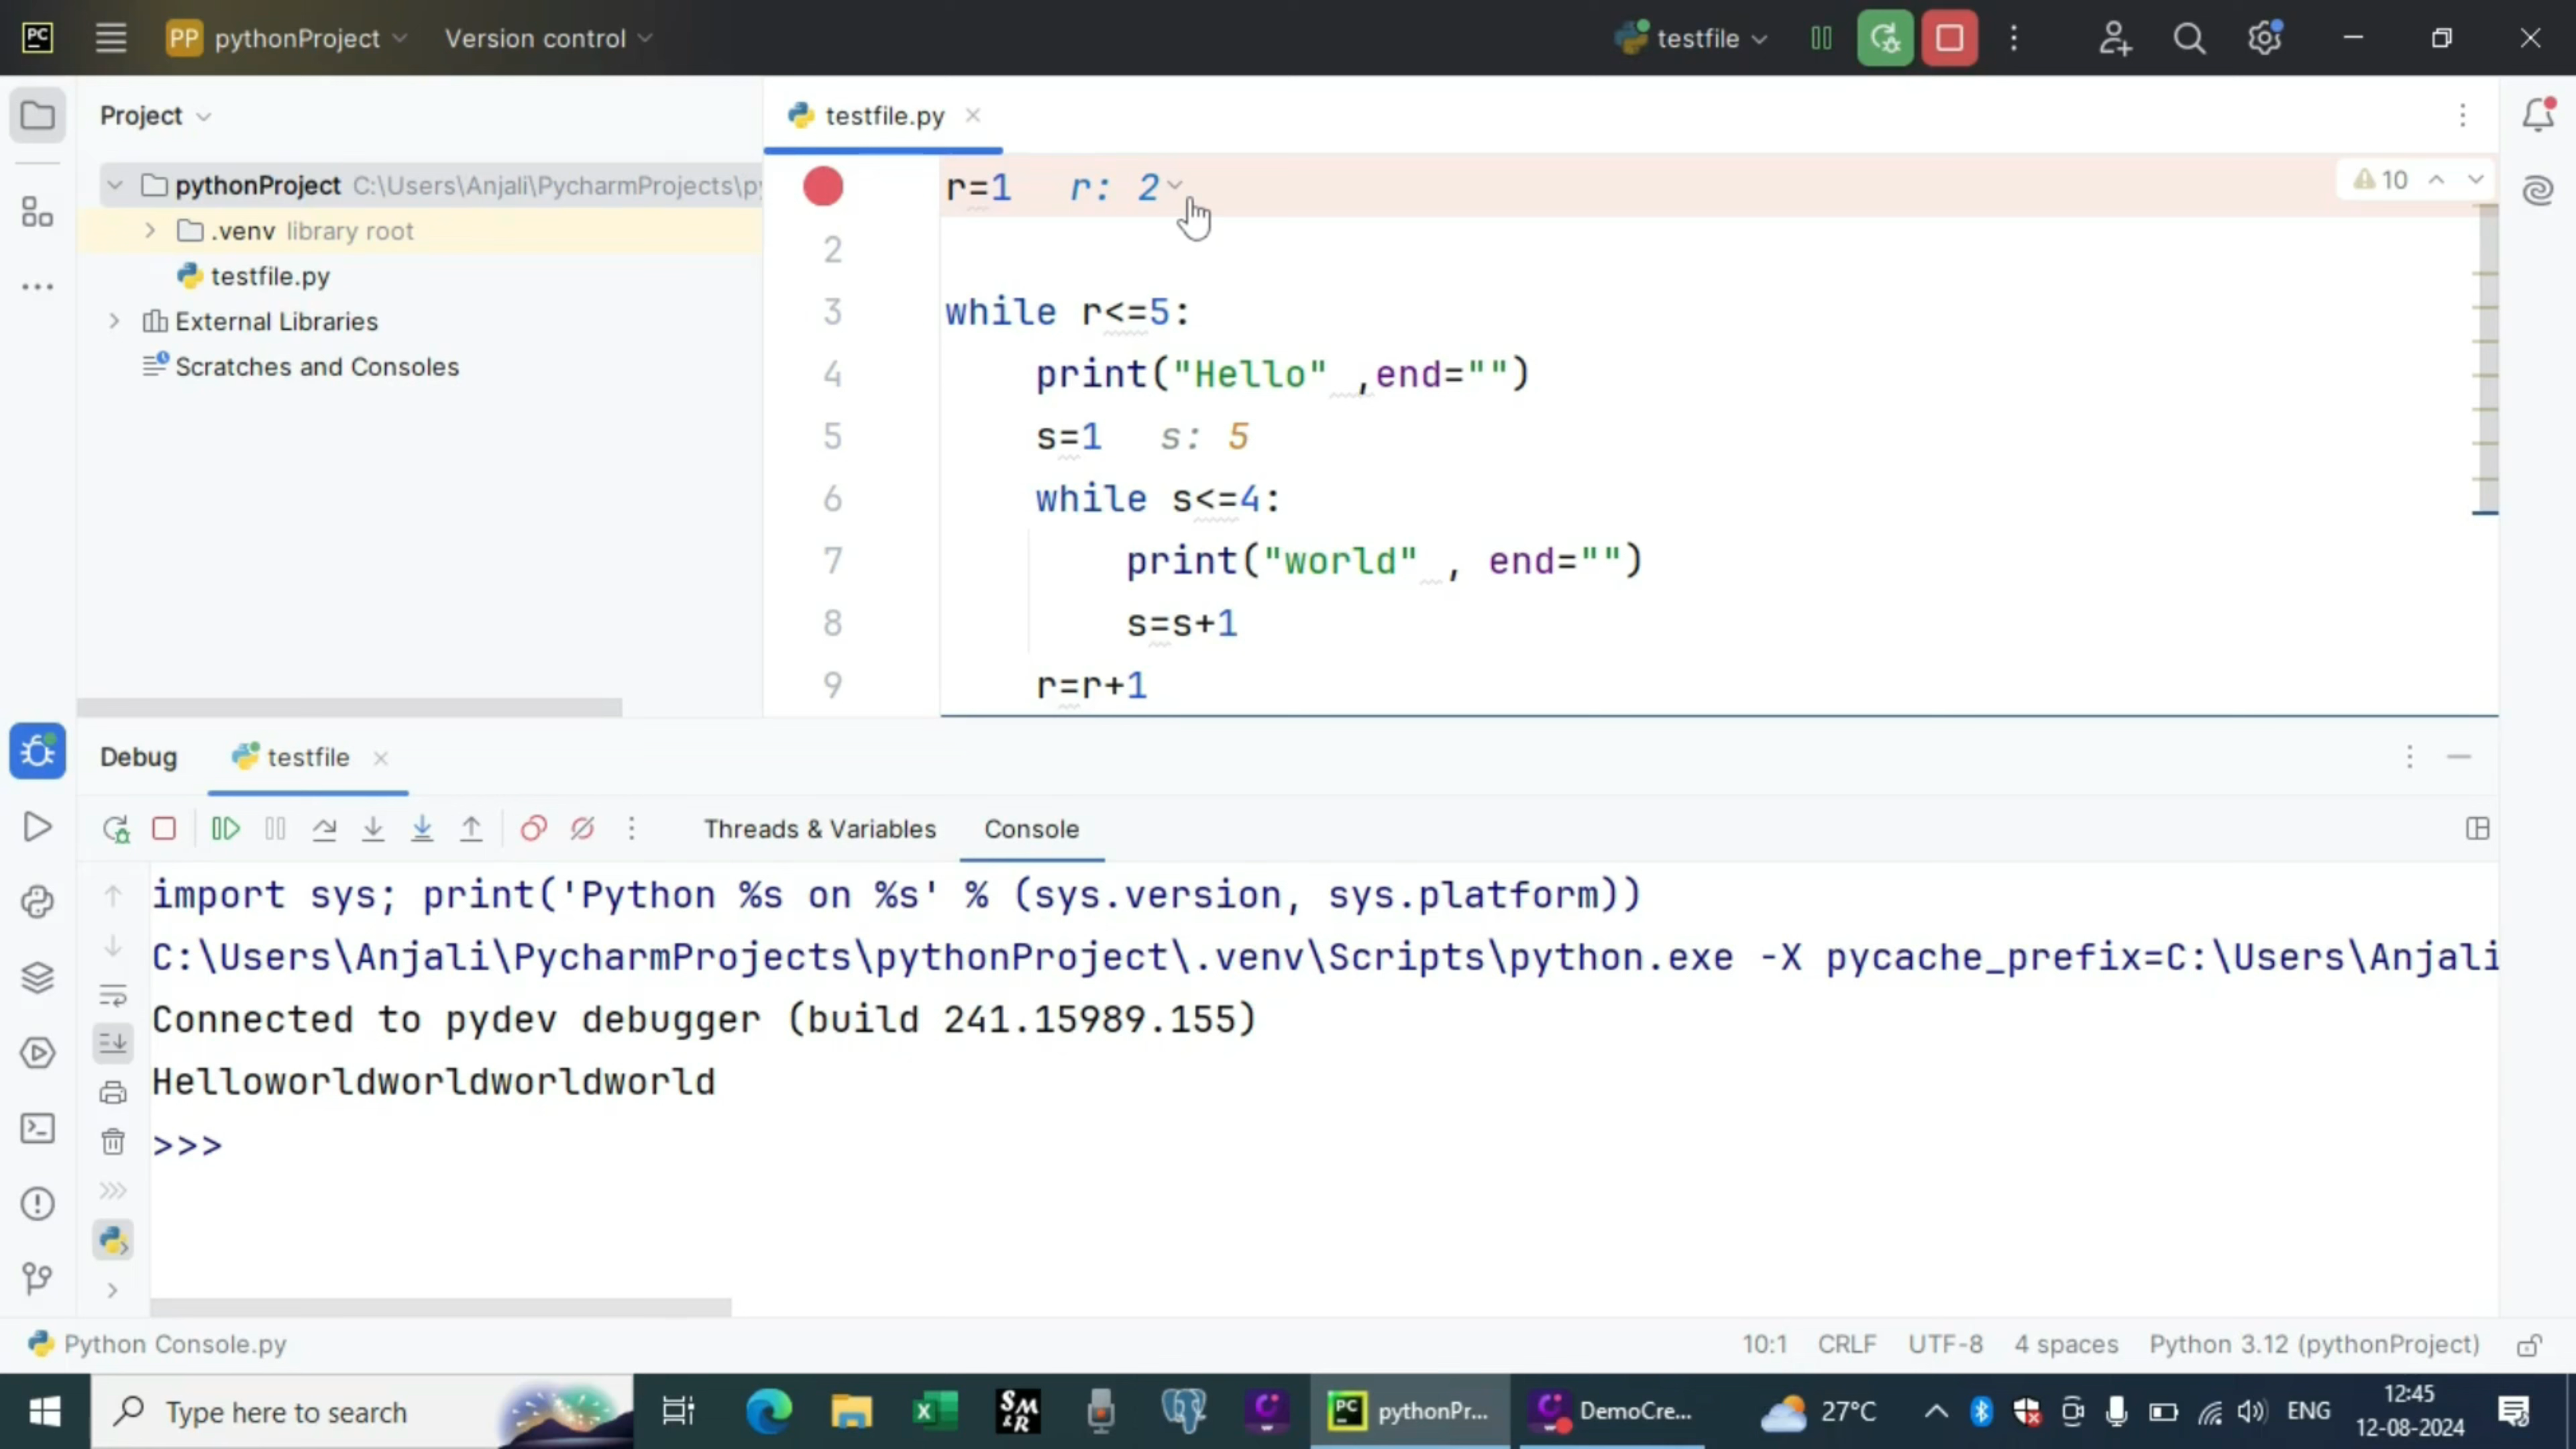 PC PP pythonProject Version control testfile
Project
pythonProject C:\Users\Anjali\PycharmProjects\py
.venv library root
testfile.py
External Libraries
Scratches and Consoles
testfile.py
r=1 r: 2
10
2
3 while r<=5:
4 print("Hello" ,end="")
5 s=1 s: 5
6 while s<=4:
7 print("world" , end="")
8 s=s+1
9 r=r+1
Debug testfile
Threads & Variables Console
import sys; print('Python %s on %s' % (sys.version, sys.platform))
C:\Users\Anjali\PycharmProjects\pythonProject\.venv\Scripts\python.exe -X pycache_prefix=C:\Users\Anjali
Connected to pydev debugger (build 241.15989.155)
Helloworldworldworldworld
>>>
Python Console.py 10:1 CRLF UTF-8 4 spaces Python 3.12 (pythonProject)
Type here to search SM &R PC pythonPr... DemoCre... 27°C ENG 12:45
12-08-2024